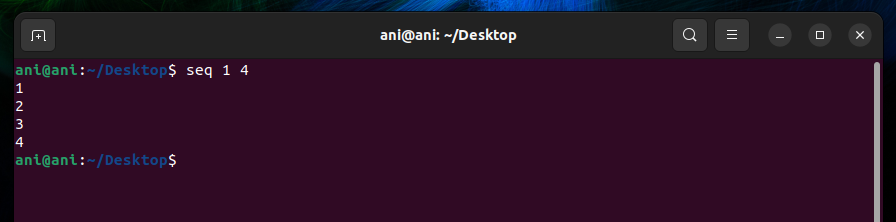 ani@ani: ~/Desktop
ani@ani:~/Desktop$ seq 1 4
1
2
3
4
ani@ani:~/Desktop$